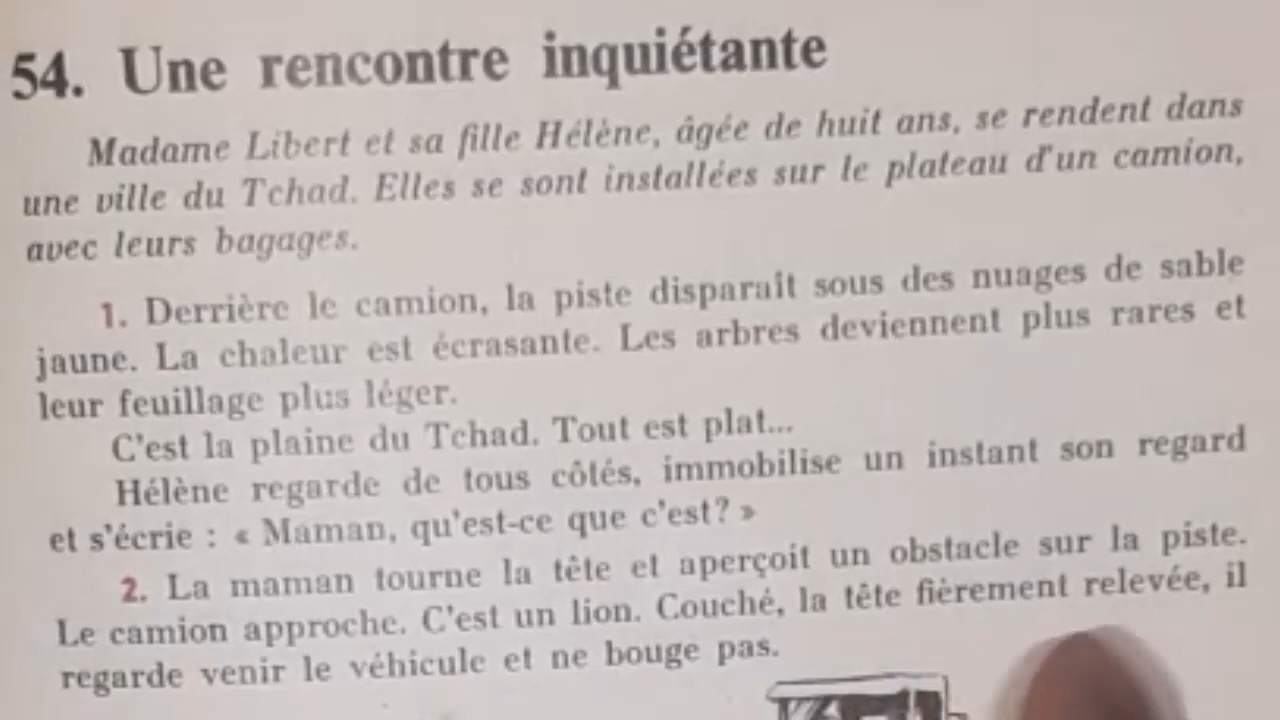 54. Une rencontre inquiétante
Madame Libert et sa fille Hélène, âgée de huit ans, se rendent dans
une ville du Tchad. Elles se sont installées sur le plateau d'un camion,
avec leurs bagages.
1. Derrière le camion, la piste disparaît sous des nuages de sable
jaune. La chaleur est écrasante. Les arbres deviennent plus rares et
leur feuillage plus léger.
C'est la plaine du Tchad. Tout est plat...
Hélène regarde de tous côtés, immobilise un instant son regard
et s'écrie : « Maman, qu'est-ce que c'est? »
2. La maman tourne la tête et aperçoit un obstacle sur la piste.
Le camion approche. C'est un lion. Couché, la tête fièrement relevée, il
regarde venir le véhicule et ne bouge pas.